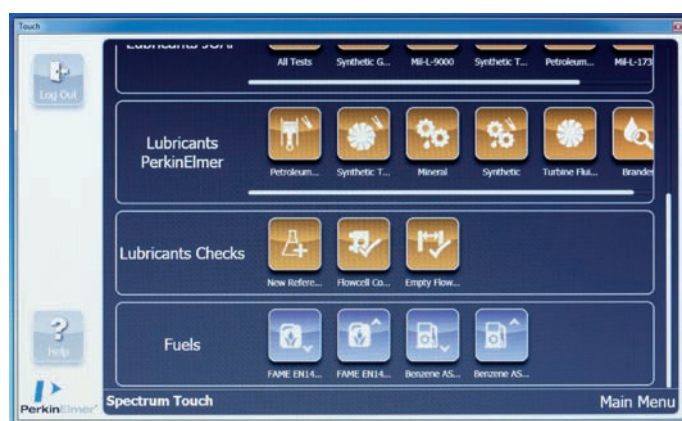 Touch
Log Out
Lubricants JOAP
All Tests
Synthetic G...
Mil-L-9000
Synthetic T...
Petroleum...
Mil-L-173
Lubricants
PerkinElmer
Petroleum...
Synthetic T...
Mineral
Synthetic
Turbine Flui...
Brandes
Lubricants Checks
New Refere...
Flowcell Co...
Empty Flow...
Fuels
FAME EN14...
FAME EN14...
Benzene AS...
Benzene AS...
Help
PerkinElmer
Spectrum Touch
Main Menu